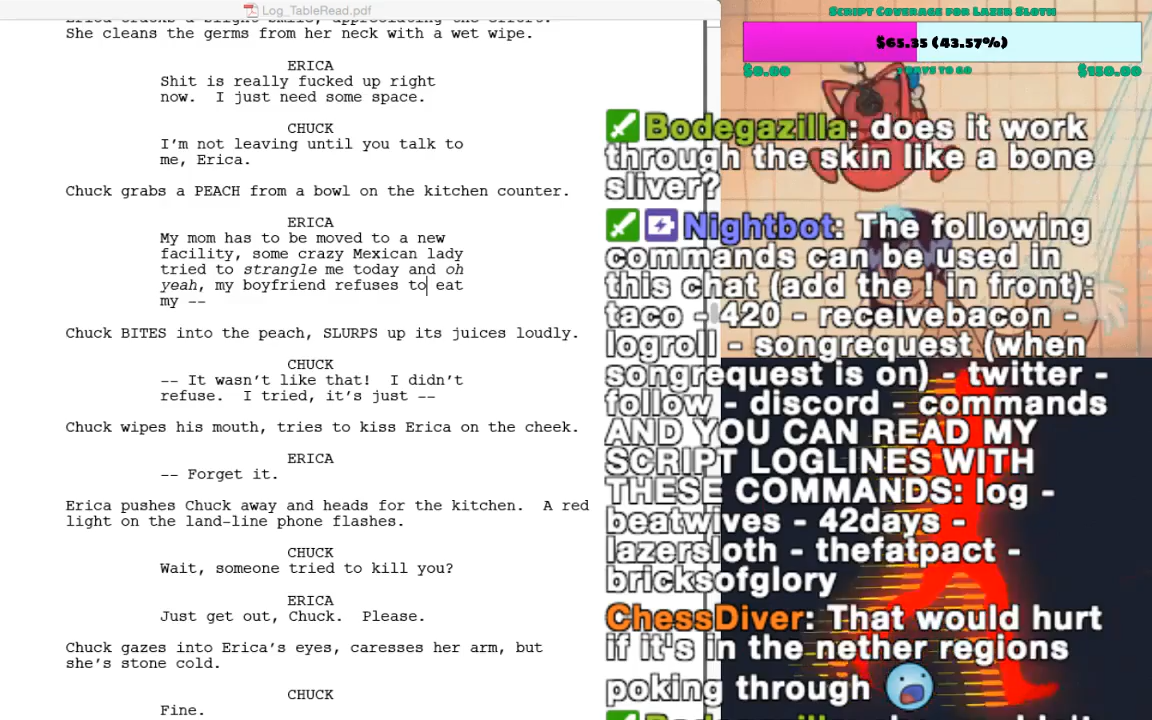 Log_TableRead.pdf
She cleans the germs from her neck with a wet wipe.
ERICA
Shit is really fucked up right
now. I just need some space.
CHUCK
I'm not leaving until you talk to
me, Erica.
Chuck grabs a PEACH from a bowl on the kitchen counter.
ERICA
My mom has to be moved to a new
facility, some crazy Mexican lady
tried to strangle me today and oh
yeah, my boyfriend refuses to eat
my --
Chuck BITES into the peach, SLURPS up its juices loudly.
CHUCK
-- It wasn't like that! I didn't
refuse. I tried, it's just --
Chuck wipes his mouth, tries to kiss Erica on the cheek.
ERICA
-- Forget it.
Erica pushes Chuck away and heads for the kitchen. A red
light on the land-line phone flashes.
CHUCK
Wait, someone tried to kill you?
ERICA
Just get out, Chuck. Please.
Chuck gazes into Erica's eyes, caresses her arm, but
she's stone cold.
CHUCK
Fine.
Script Coverage for Lazer Sloth
$65.35 (43.57%)
$0.00
$150.00
Bodegazilla: does it work
through the skin like a bone
sliver?
Nightbot: The following
commands can be used in
this chat (add the ! in front):
taco - 420 - receivebacon -
logroll - songrequest (when
songrequest is on) - twitter -
follow - discord - commands
AND YOU CAN READ MY
SCRIPT LOGLINES WITH
THESE COMMANDS: log -
beatwives - 42days -
lazersloth - thefatpact -
bricksofglory
ChessDiver: That would hurt
if it's in the nether regions
poking through